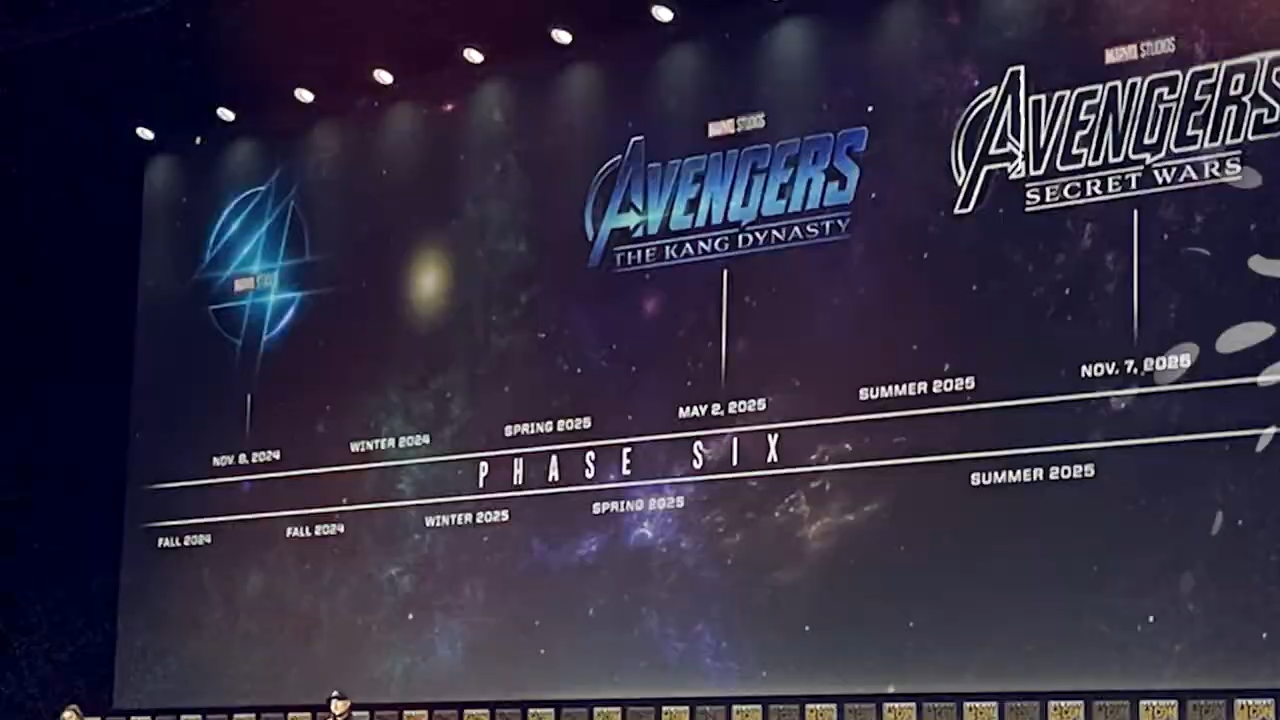 MARVEL STUDIOS
AVENGERS
SECRET WARS
MARVEL STUDIOS
AVENGERS
THE KANG DYNASTY
4
MARVEL
NOV. 8, 2024
WINTER 2024
SPRING 2025
MAY 2, 2025
SUMMER 2025
NOV. 7, 2025
PHASE SIX
FALL 2024
FALL 2024
WINTER 2025
SPRING 2025
SUMMER 2025